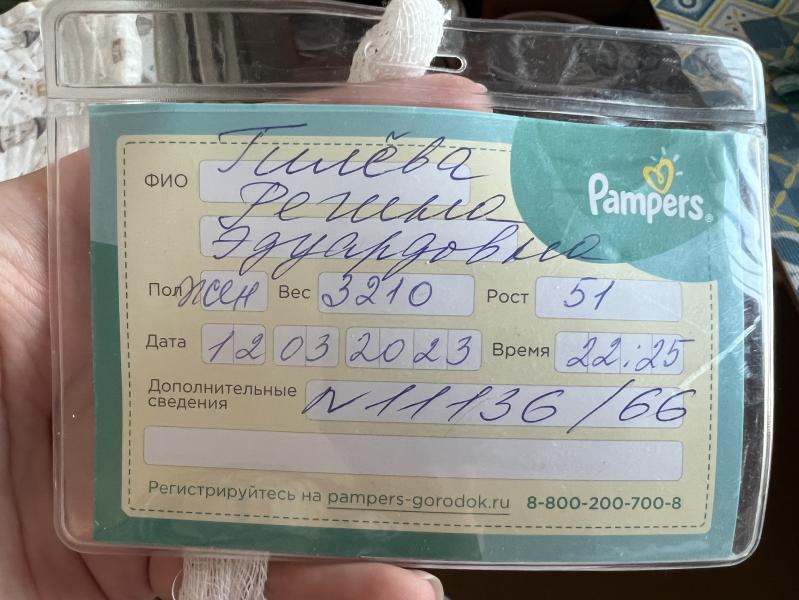 Гилёва
ФИО
Регина
Эдуардовна
Pampers®
Пол жен Вес 3210 Рост 51
Дата 12 03 2023 Время 22:25
Дополнительные
сведения
N 11136/66
Регистрируйтесь на pampers-gorodok.ru 8-800-200-700-8